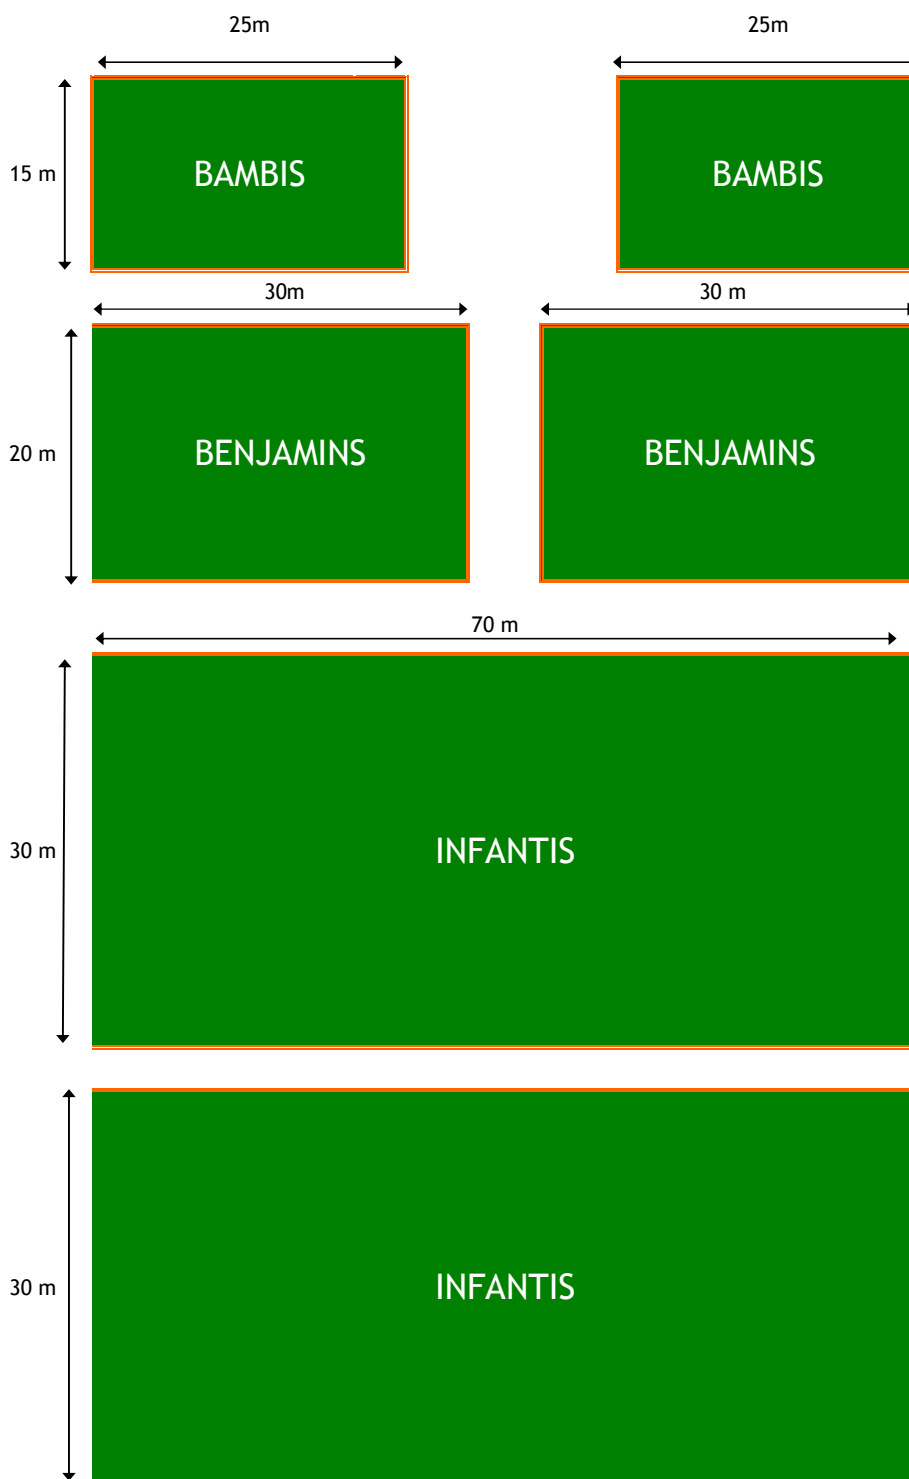 25m
25m
15 m
BAMBIS
BAMBIS
30m
30 m
20 m
BENJAMINS
BENJAMINS
70 m
30 m
INFANTIS
30 m
INFANTIS